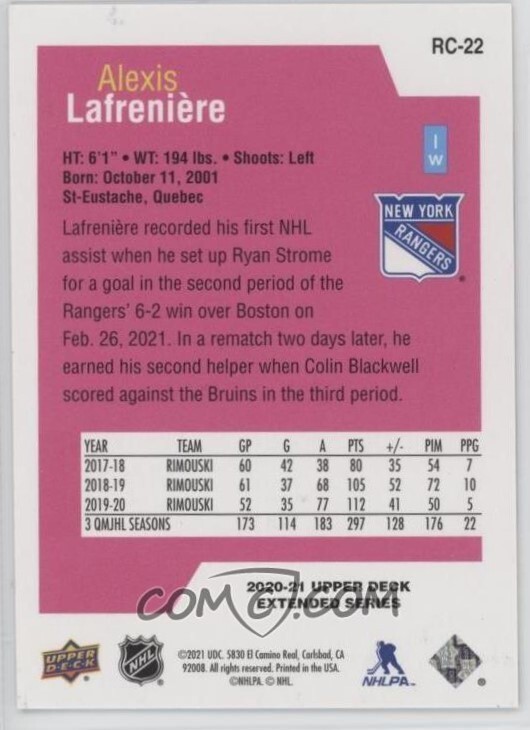 RC-22
Alexis
Lafrenière
I
W
HT: 6'1" • WT: 194 lbs. • Shoots: Left
Born: October 11, 2001
St-Eustache, Quebec
NEW YORK
RANGERS
Lafrenière recorded his first NHL
assist when he set up Ryan Strome
for a goal in the second period of the
Rangers' 6-2 win over Boston on
Feb. 26, 2021. In a rematch two days later, he
earned his second helper when Colin Blackwell
scored against the Bruins in the third period.
YEAR TEAM GP G A PTS +/- PIM PPG
2017-18 RIMOUSKI 60 42 38 80 35 54 7
2018-19 RIMOUSKI 61 37 68 105 52 72 10
2019-20 RIMOUSKI 52 35 77 112 41 50 5
3 QMJHL SEASONS 173 114 183 297 128 176 22
2020-21 UPPER DECK
EXTENDED SERIES
COMC.COM
UPPER
DECK
NHL
©2021 UDC. 5830 El Camino Real, Carlsbad, CA
92008. All rights reserved. Printed in the USA.
©NHLPA. © NHL.
NHLPA